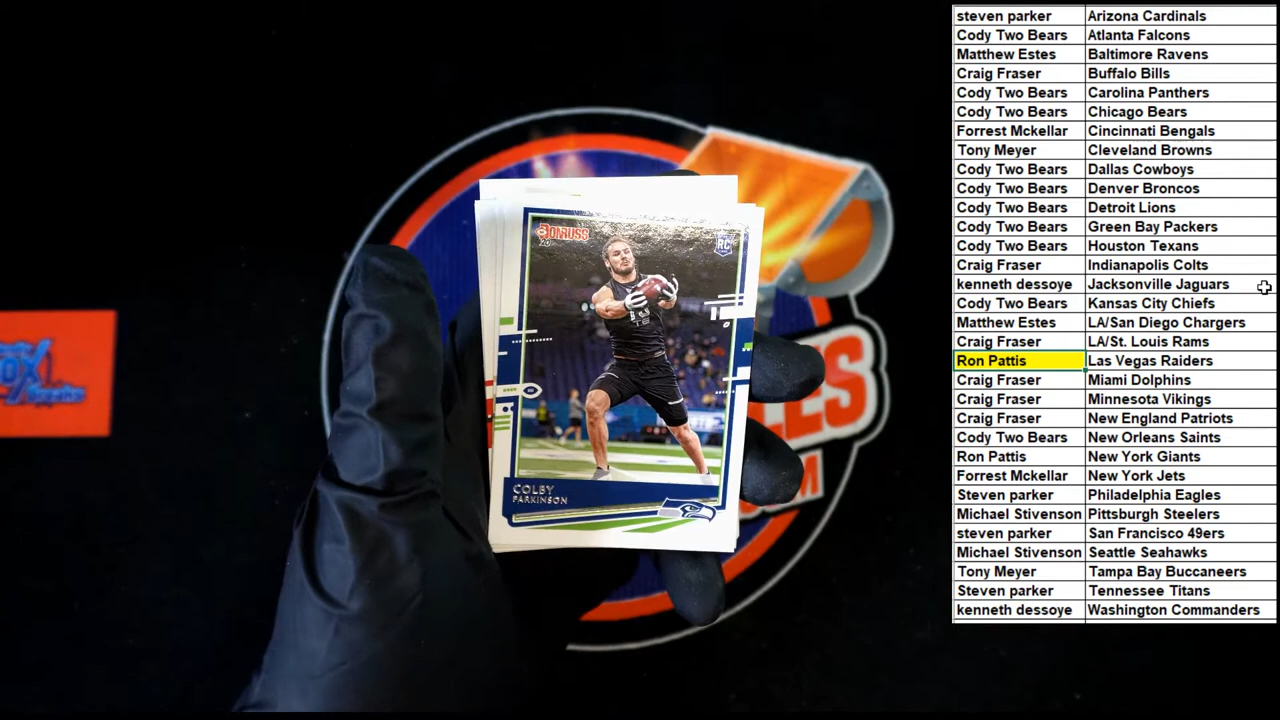 DONRUSS
20
RC
TE
COLBY
PARKINSON
steven parker Arizona Cardinals
Cody Two Bears Atlanta Falcons
Matthew Estes Baltimore Ravens
Craig Fraser Buffalo Bills
Cody Two Bears Carolina Panthers
Cody Two Bears Chicago Bears
Forrest Mckellar Cincinnati Bengals
Tony Meyer Cleveland Browns
Cody Two Bears Dallas Cowboys
Cody Two Bears Denver Broncos
Cody Two Bears Detroit Lions
Cody Two Bears Green Bay Packers
Cody Two Bears Houston Texans
Craig Fraser Indianapolis Colts
kenneth dessoye Jacksonville Jaguars
Cody Two Bears Kansas City Chiefs
Matthew Estes LA/San Diego Chargers
Craig Fraser LA/St. Louis Rams
Ron Pattis Las Vegas Raiders
Craig Fraser Miami Dolphins
Craig Fraser Minnesota Vikings
Craig Fraser New England Patriots
Cody Two Bears New Orleans Saints
Ron Pattis New York Giants
Forrest Mckellar New York Jets
Steven parker Philadelphia Eagles
Michael Stivenson Pittsburgh Steelers
steven parker San Francisco 49ers
Michael Stivenson Seattle Seahawks
Tony Meyer Tampa Bay Buccaneers
Steven parker Tennessee Titans
kenneth dessoye Washington Commanders